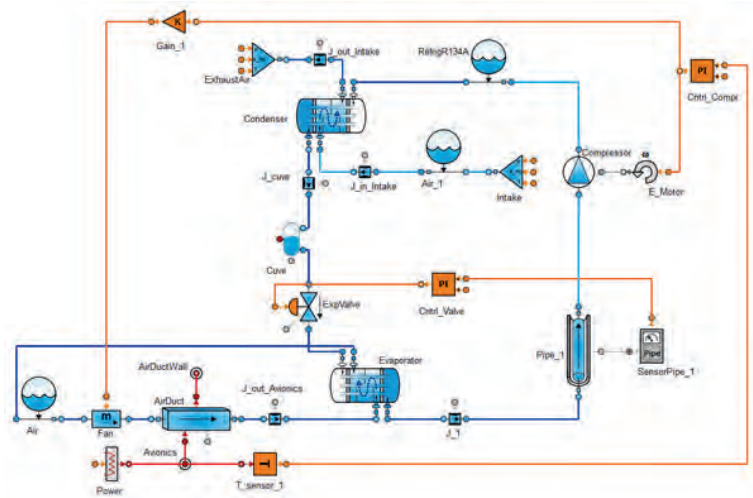 K
Gain_1
J_out_Intake
ExhaustAir
RefrigR134A
PI
Cntrl_Compr
Condenser
Compressor
E_Motor
J_cuve
J_in_Intake
Air_1
Intake
Cuve
ExpValve
PI
Cntrl_Valve
Pipe_1
Pipe
SensorPipe_1
AirDuctWall
Evaporator
J_out_Avionics
Air
m
Fan
AirDuct
J_1
Avionics
Power
T
T_sensor_1